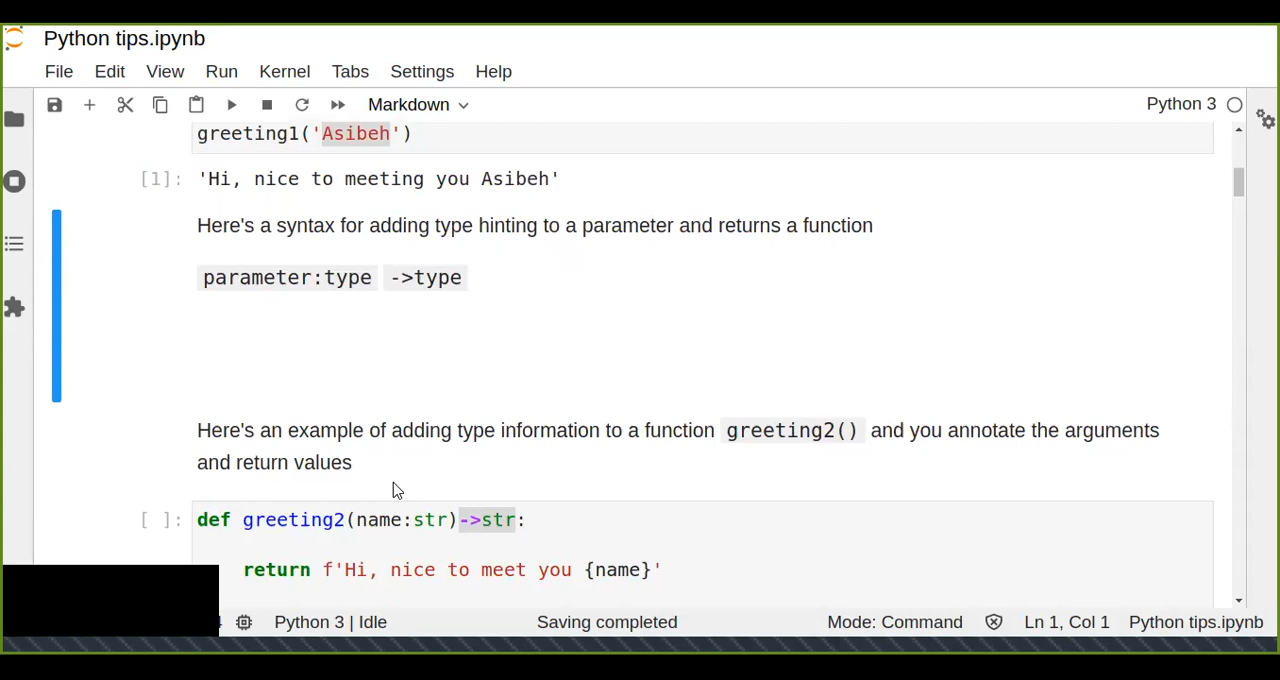 Python tips.ipynb
File Edit View Run Kernel Tabs Settings Help
Markdown Python 3
greeting1('Asibeh')
[1]: 'Hi, nice to meeting you Asibeh'
Here's a syntax for adding type hinting to a parameter and returns a function
parameter:type ->type
Here's an example of adding type information to a function greeting2() and you annotate the arguments
and return values
[ ]: def greeting2(name:str)->str:
return f'Hi, nice to meet you {name}'
Python 3 | Idle Saving completed Mode: Command Ln 1, Col 1 Python tips.ipynb